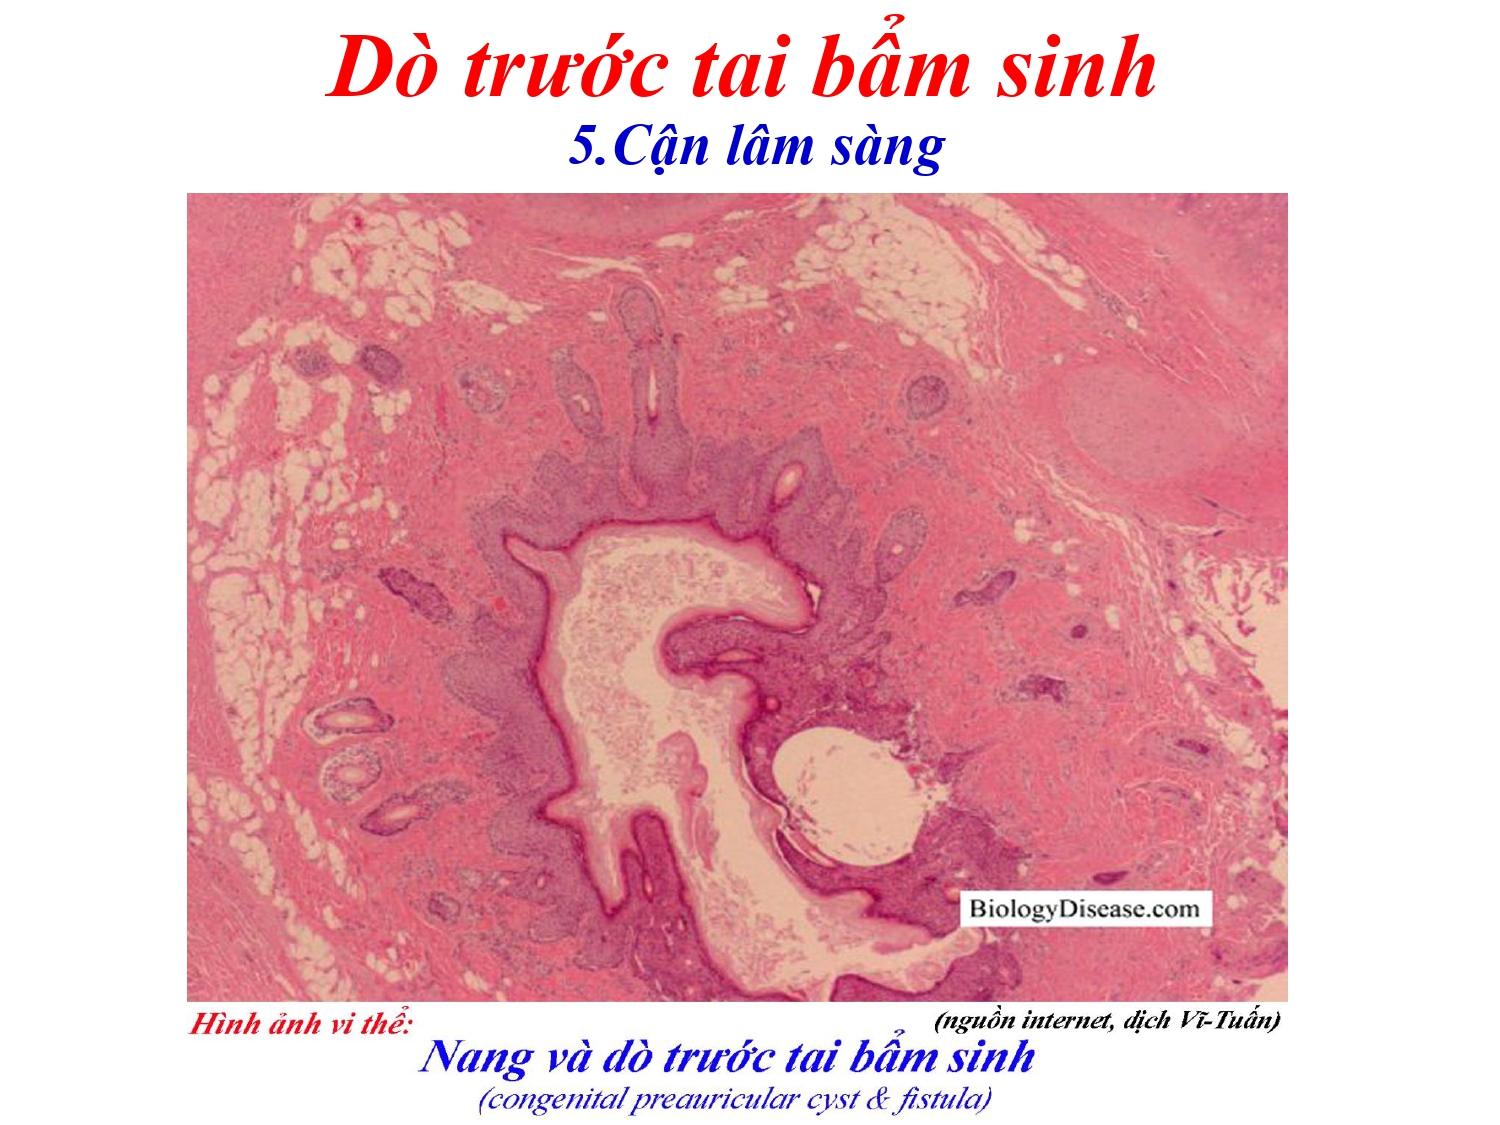 Dò trước tai bẩm sinh
5.Cận lâm sàng
BiologyDisease.com
Hình ảnh vi thể:
(nguồn internet, dịch Vĩ-Tuấn)
Nang và dò trước tai bẩm sinh
(congenital preauricular cyst & fistula)